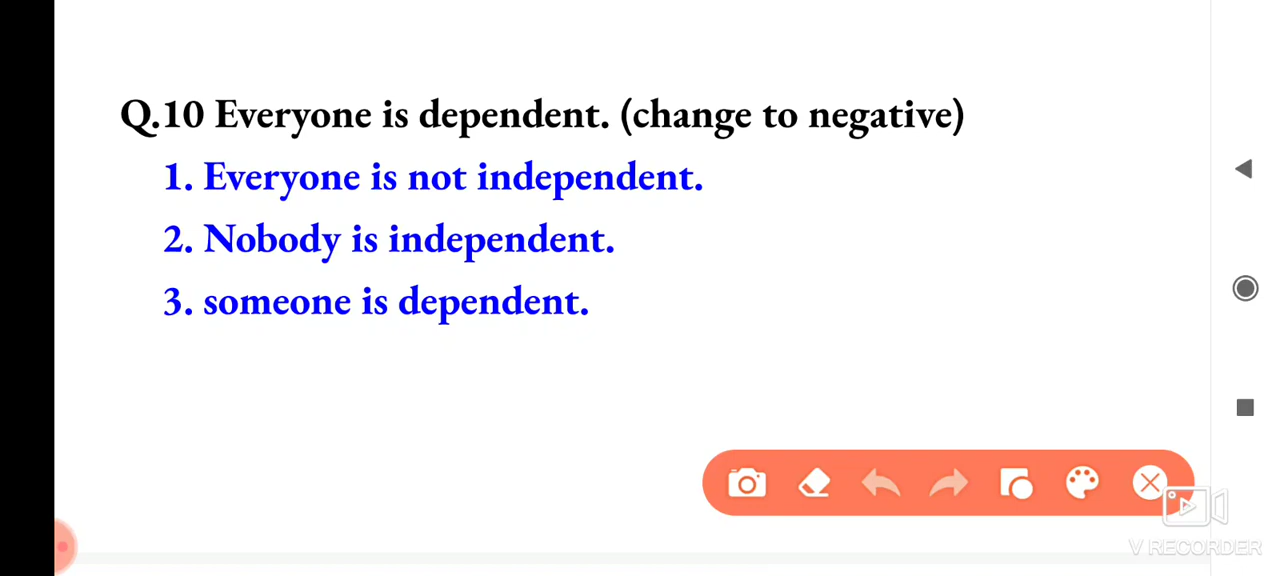 Q.10 Everyone is dependent. (change to negative)
1. Everyone is not independent.
2. Nobody is independent.
3. someone is dependent.
V RECORDER